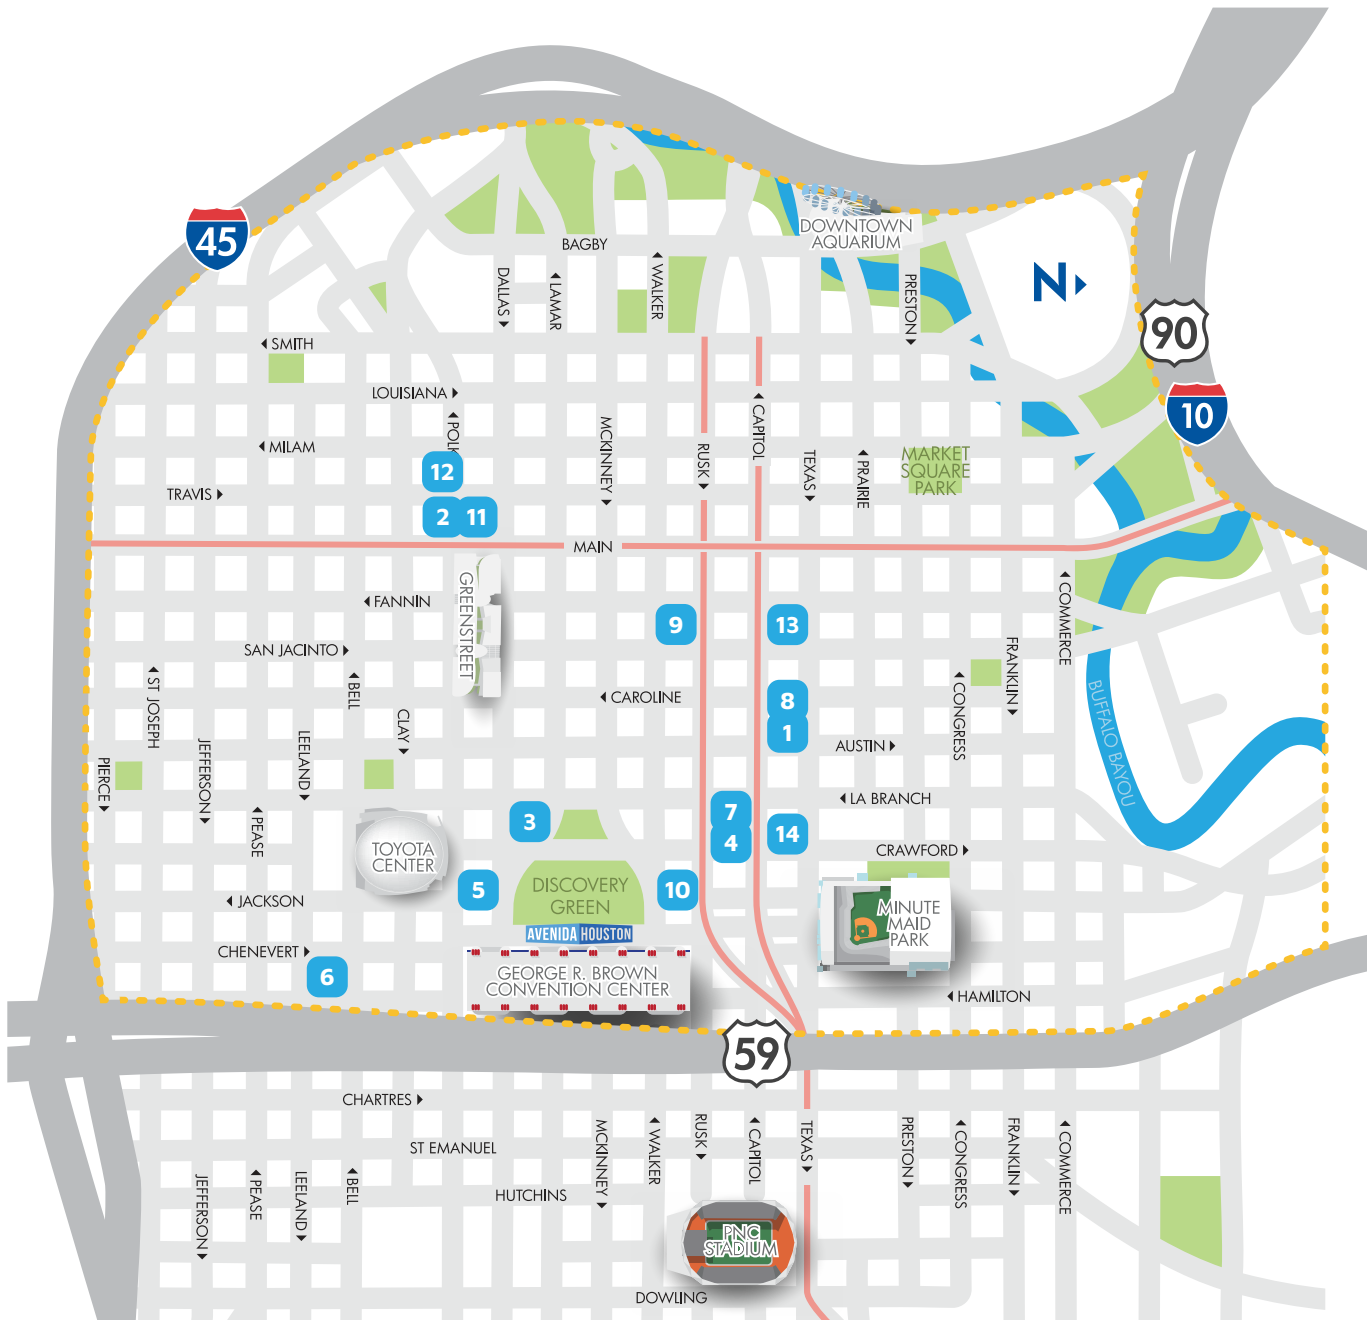 45
DOWNTOWN
AQUARIUM
BAGBY
DALLAS
LAMAR
WALKER
PRESTON
N
90
SMITH
LOUISIANA
10
POLK
MCKINNEY
RUSK
CAPITOL
TEXAS
PRAIRIE
MILAM
MARKET
SQUARE
PARK
12
TRAVIS
2
11
MAIN
GREENSTREET
FANNIN
COMMERCE
9
13
SAN JACINTO
FRANKLIN
ST JOSEPH
BELL
CAROLINE
CONGRESS
BUFFALO BAYOU
8
1
CLAY
JEFFERSON
LEELAND
AUSTIN
PIERCE
PEASE
LA BRANCH
7
4
3
14
TOYOTA
CENTER
CRAWFORD
5
DISCOVERY
GREEN
10
JACKSON
MINUTE
MAID
PARK
AVENIDA HOUSTON
CHENEVERT
6
GEORGE R. BROWN
CONVENTION CENTER
HAMILTON
59
CHARTRES
ST EMANUEL
MCKINNEY
WALKER
RUSK
CAPITOL
TEXAS
PRESTON
CONGRESS
FRANKLIN
COMMERCE
JEFFERSON
PEASE
LEELAND
BELL
HUTCHINS
PNC
STADIUM
DOWLING